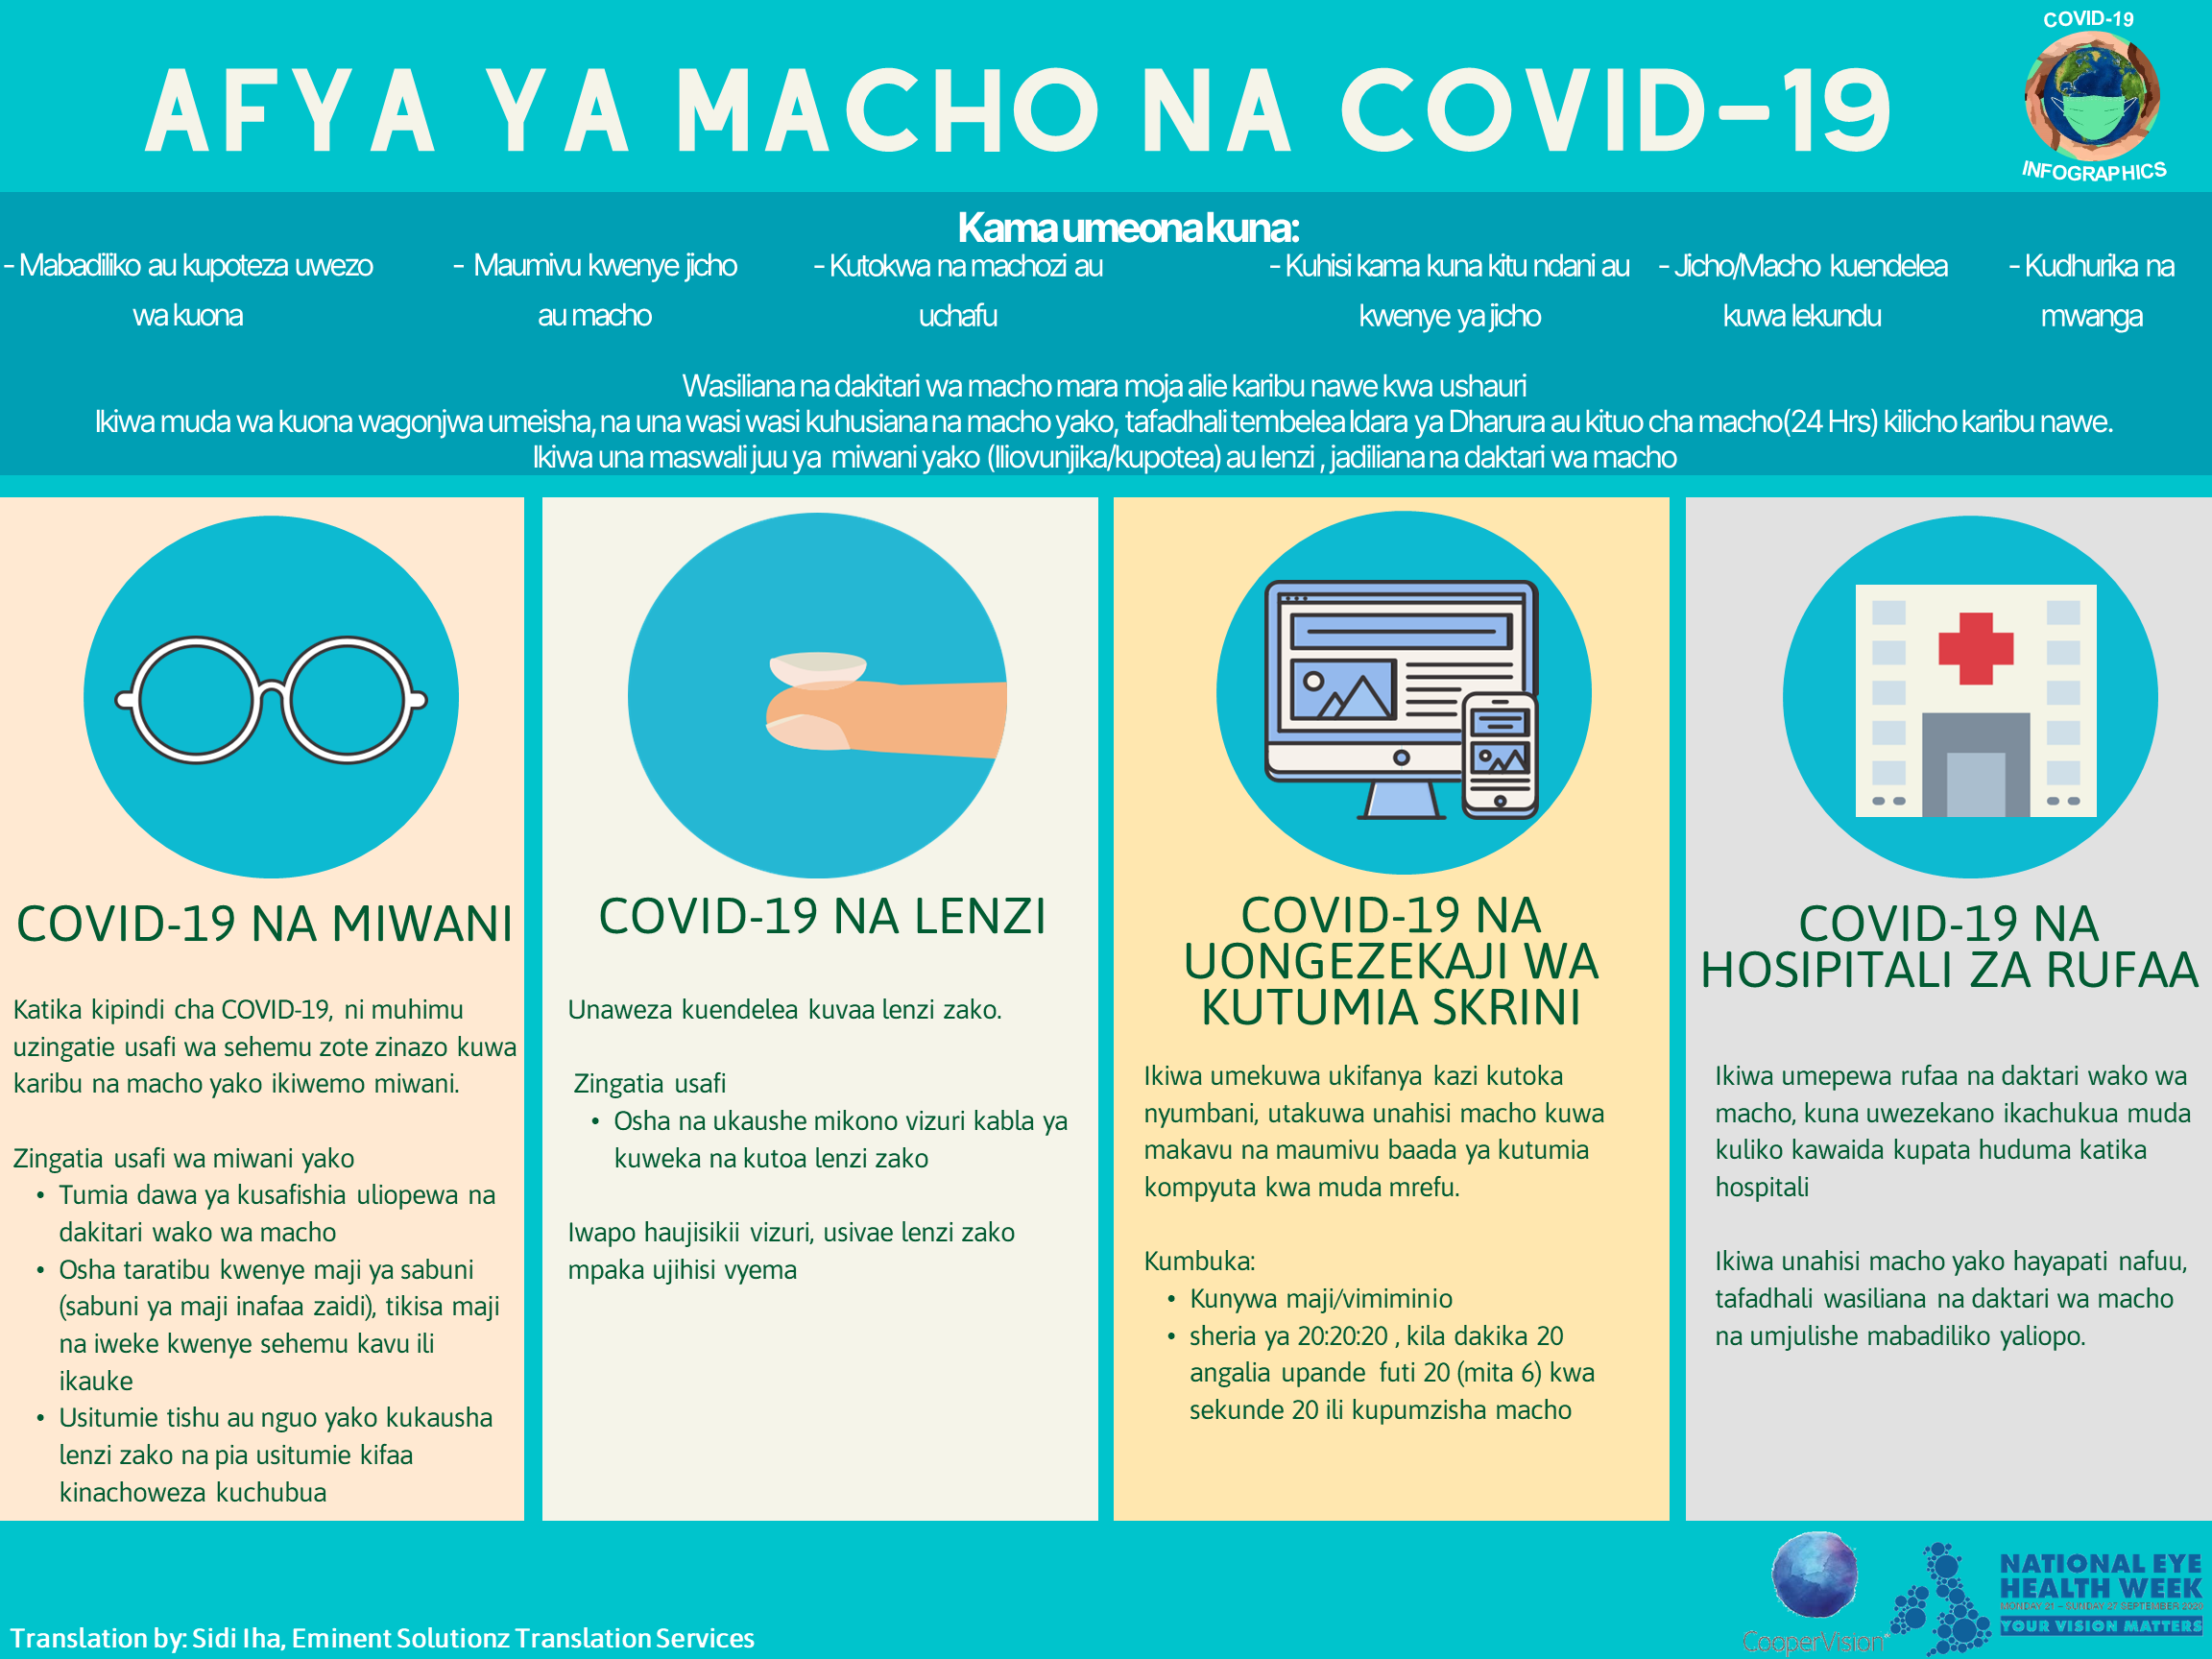 COVID-19
INFOGRAPHICS
AFYA YA MACHO NA COVID-19
Kama umeona kuna:
- Mabadiliko au kupoteza uwezo
wa kuona
- Maumivu kwenye jicho
au macho
- Kutokwa na machozi au
uchafu
- Kuhisi kama kuna kitu ndani au
kwenye ya jicho
- Jicho/Macho kuendelea
kuwa lekundu
- Kudhurika na
mwanga
Wasiliana na dakitari wa macho mara moja alie karibu nawe kwa ushauri
Ikiwa muda wa kuona wagonjwa umeisha, na una wasi wasi kuhusiana na macho yako, tafadhali tembelea Idara ya Dharura au kituo cha macho(24 Hrs) kilicho karibu nawe.
Ikiwa una maswali juu ya miwani yako (Iliovunjika/kupotea) au lenzi , jadiliana na daktari wa macho
COVID-19 NA MIWANI
Katika kipindi cha COVID-19, ni muhimu
uzingatie usafi wa sehemu zote zinazo kuwa
karibu na macho yako ikiwemo miwani.
Zingatia usafi wa miwani yako
• Tumia dawa ya kusafishia uliopewa na
dakitari wako wa macho
• Osha taratibu kwenye maji ya sabuni
(sabuni ya maji inafaa zaidi), tikisa maji
na iweke kwenye sehemu kavu ili
ikauke
• Usitumie tishu au nguo yako kukausha
lenzi zako na pia usitumie kifaa
kinachoweza kuchubua
COVID-19 NA LENZI
Unaweza kuendelea kuvaa lenzi zako.
Zingatia usafi
• Osha na ukaushe mikono vizuri kabla ya
kuweka na kutoa lenzi zako
Iwapo haujisikii vizuri, usivae lenzi zako
mpaka ujihisi vyema
COVID-19 NA
UONGEZEKAJI WA
KUTUMIA SKRINI
Ikiwa umekuwa ukifanya kazi kutoka
nyumbani, utakuwa unahisi macho kuwa
makavu na maumivu baada ya kutumia
kompyuta kwa muda mrefu.
Kumbuka:
• Kunywa maji/vimiminio
• sheria ya 20:20:20 , kila dakika 20
angalia upande futi 20 (mita 6) kwa
sekunde 20 ili kupumzisha macho
COVID-19 NA
HOSIPITALI ZA RUFAA
Ikiwa umepewa rufaa na daktari wako wa
macho, kuna uwezekano ikachukua muda
kuliko kawaida kupata huduma katika
hospitali
Ikiwa unahisi macho yako hayapati nafuu,
tafadhali wasiliana na daktari wa macho
na umjulishe mabadiliko yaliopo.
Translation by: Sidi Iha, Eminent Solutionz Translation Services
CooperVision
NATIONAL EYE
HEALTH WEEK
MONDAY 21 – SUNDAY 27 SEPTEMBER 2020
YOUR VISION MATTERS